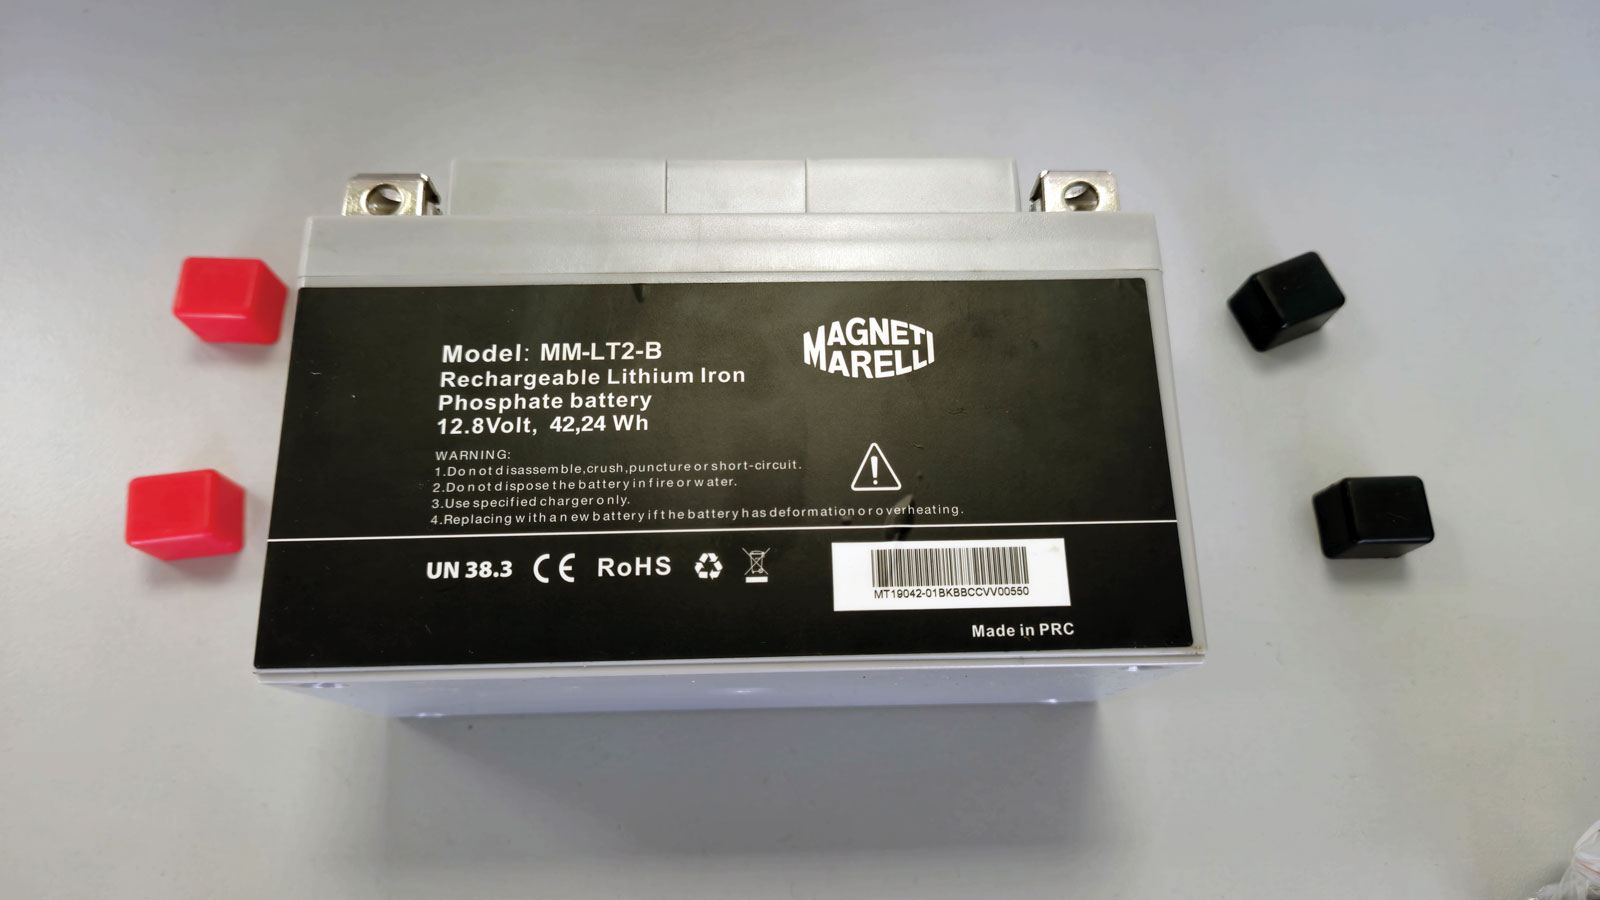 Model: MM-LT2-B
Rechargeable Lithium Iron
Phosphate battery
12.8Volt, 42,24 Wh
MAGNETI
MARELLI
WARNING:
1.Do not disassemble,crush,puncture or short-circuit.
2.Do not dispose the battery in fire or water.
3.Use specified charger only.
4.Replacing with a new battery if the battery has deformation or overheating.
UN 38.3 CE RoHS
MT19042-01BKBBCCVV00550
Made in PRC